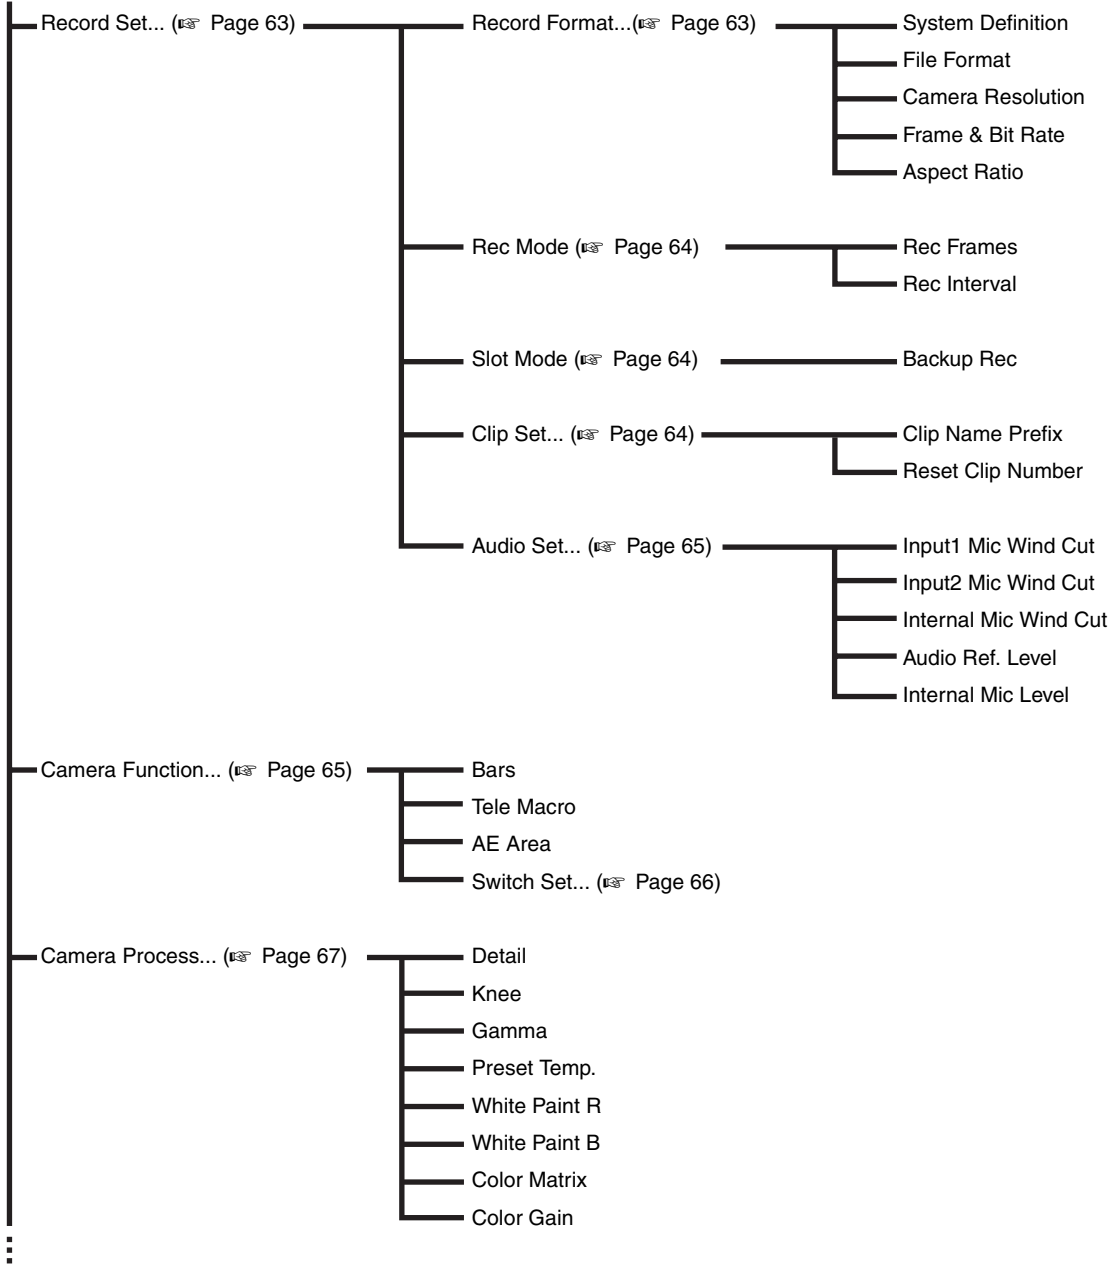 Record Set... (☞ Page 63)
Record Format...(☞ Page 63)
System Definition
File Format
Camera Resolution
Frame & Bit Rate
Aspect Ratio
Rec Mode (☞ Page 64)
Rec Frames
Rec Interval
Slot Mode (☞ Page 64)
Backup Rec
Clip Set... (☞ Page 64)
Clip Name Prefix
Reset Clip Number
Audio Set... (☞ Page 65)
Input1 Mic Wind Cut
Input2 Mic Wind Cut
Internal Mic Wind Cut
Audio Ref. Level
Internal Mic Level
Camera Function... (☞ Page 65)
Bars
Tele Macro
AE Area
Switch Set... (☞ Page 66)
Camera Process... (☞ Page 67)
Detail
Knee
Gamma
Preset Temp.
White Paint R
White Paint B
Color Matrix
Color Gain